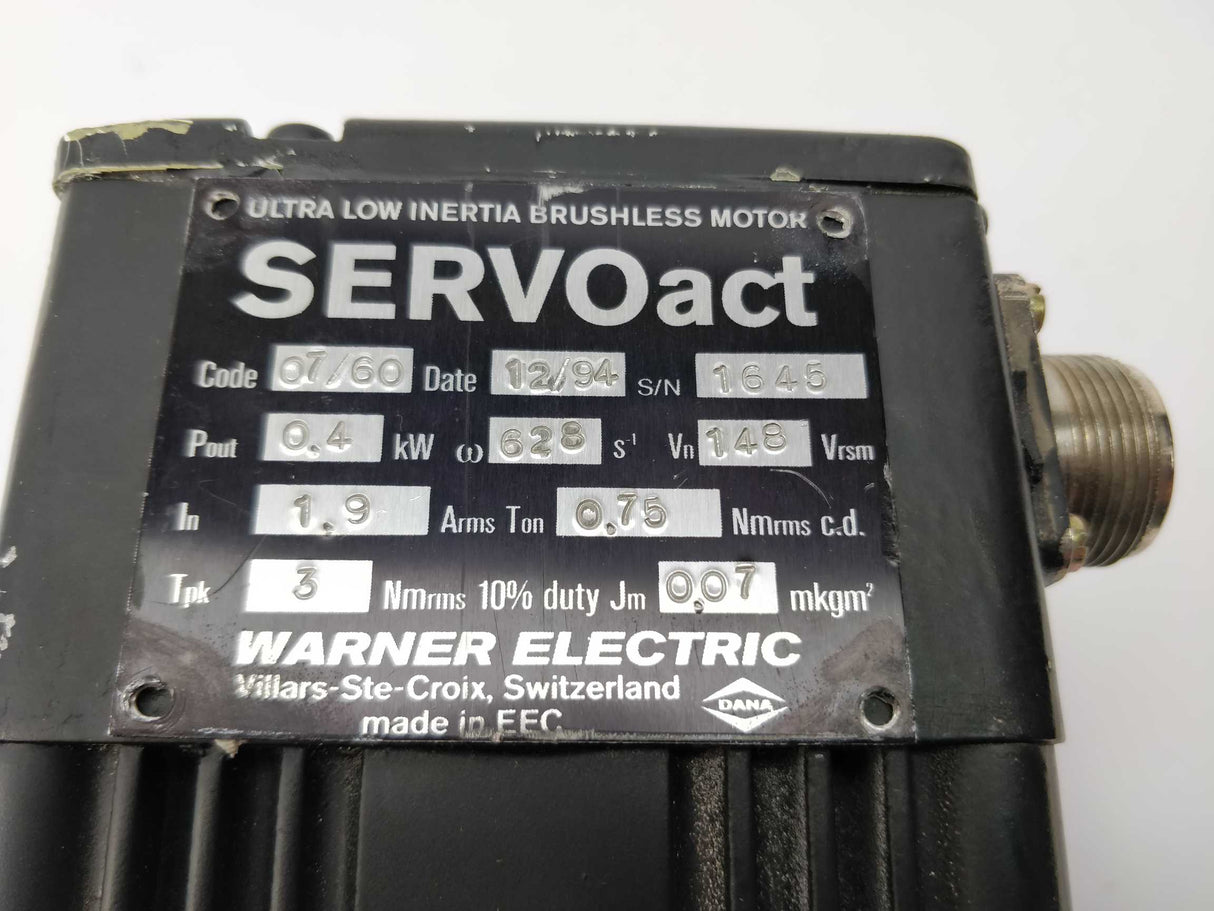 ULTRA LOW INERTIA BRUSHLESS MOTOR
SERVOact
Code 07/60 Date 12/94 S/N 1645
Pout 0,4 kW ω 628 s⁻¹ Vn 148 Vrsm
In 1,9 Arms Ton 0,75 Nmrms c.d.
Tpk 3 Nmrms 10% duty Jm 0,07 mkgm²
WARNER ELECTRIC
Villars-Ste-Croix, Switzerland
DANA
made in EEC